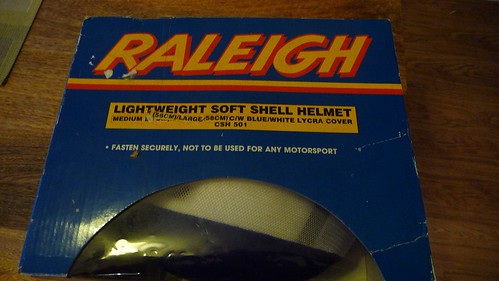 RALEIGH
LIGHTWEIGHT SOFT SHELL HELMET
MEDIUM (56CM)/LARGE(58CM)C/W BLUE/WHITE LYCRA COVER
CSH 501
• FASTEN SECURELY, NOT TO BE USED FOR ANY MOTORSPORT